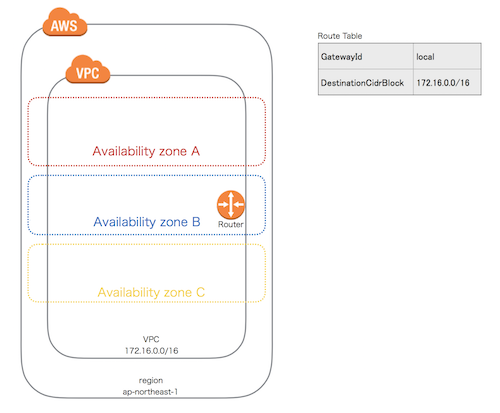 AWS
VPC
Availability zone A
Availability zone B
Router
Availability zone C
VPC
172.16.0.0/16
region
ap-northeast-1
Route Table
GatewayId local
DestinationCidrBlock 172.16.0.0/16